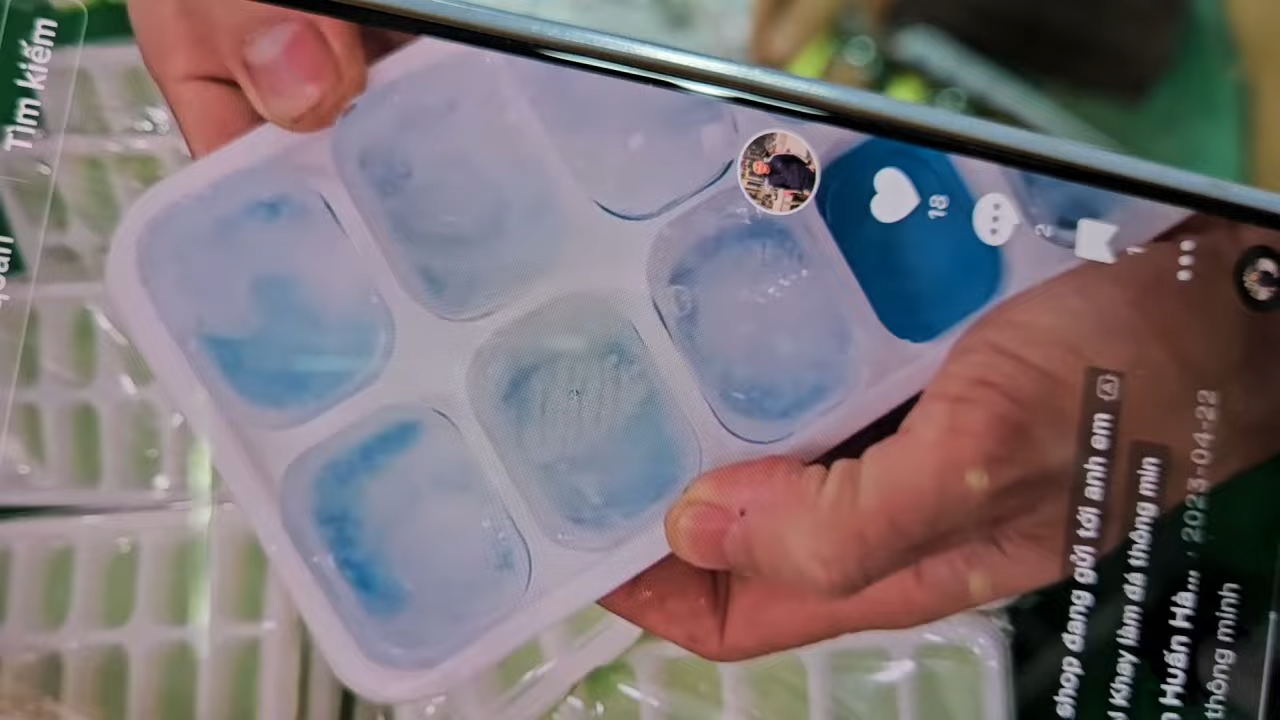 Tìm kiếm
18
2
1
shop đang gửi tới anh em
Khay làm đá thông min
Huấn Hà... · 2023-04-22
thông minh